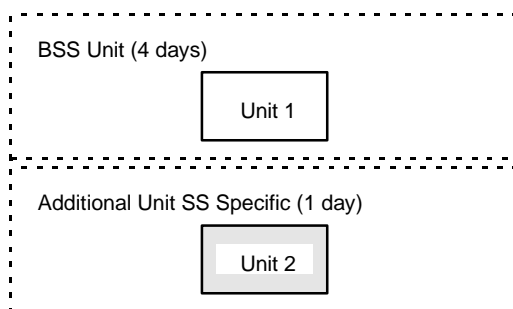 BSS Unit (4 days)
Unit 1
Additional Unit SS Specific (1 day)
Unit 2